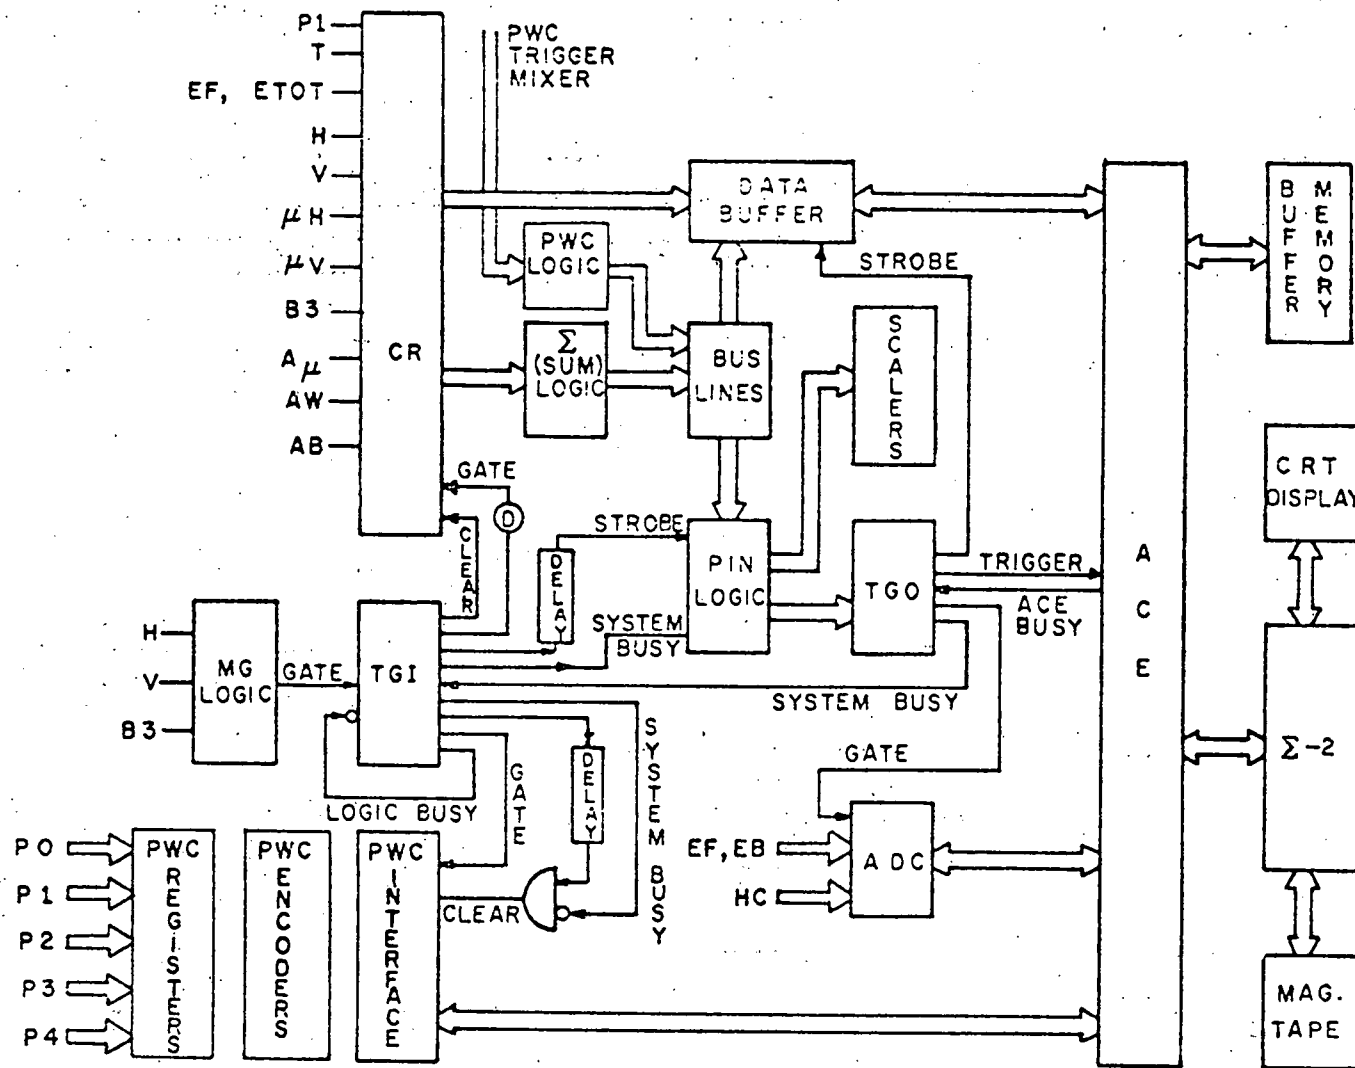 P1
T
EF, ETOT
H
V
μH
μV
B3
Aμ
AW
AB
CR
PWC
TRIGGER
MIXER
PWC
LOGIC
Σ
(SUM)
LOGIC
DATA
BUFFER
BUS
LINES
STROBE
SCALERS
BUFFER
MEMORY
CRT
DISPLAY
GATE
D
CLEAR
STROBE
DELAY
PIN
LOGIC
TGO
TRIGGER
ACE
BUSY
ACE
SYSTEM
BUSY
H
V
B3
MG
LOGIC
GATE
TGI
SYSTEM BUSY
LOGIC BUSY
GATE
DELAY
SYSTEM BUSY
GATE
Σ-2
EF,EB
HC
ADC
P0
P1
P2
P3
P4
PWC
REGISTERS
PWC
ENCODERS
PWC
INTERFACE
CLEAR
MAG.
TAPE